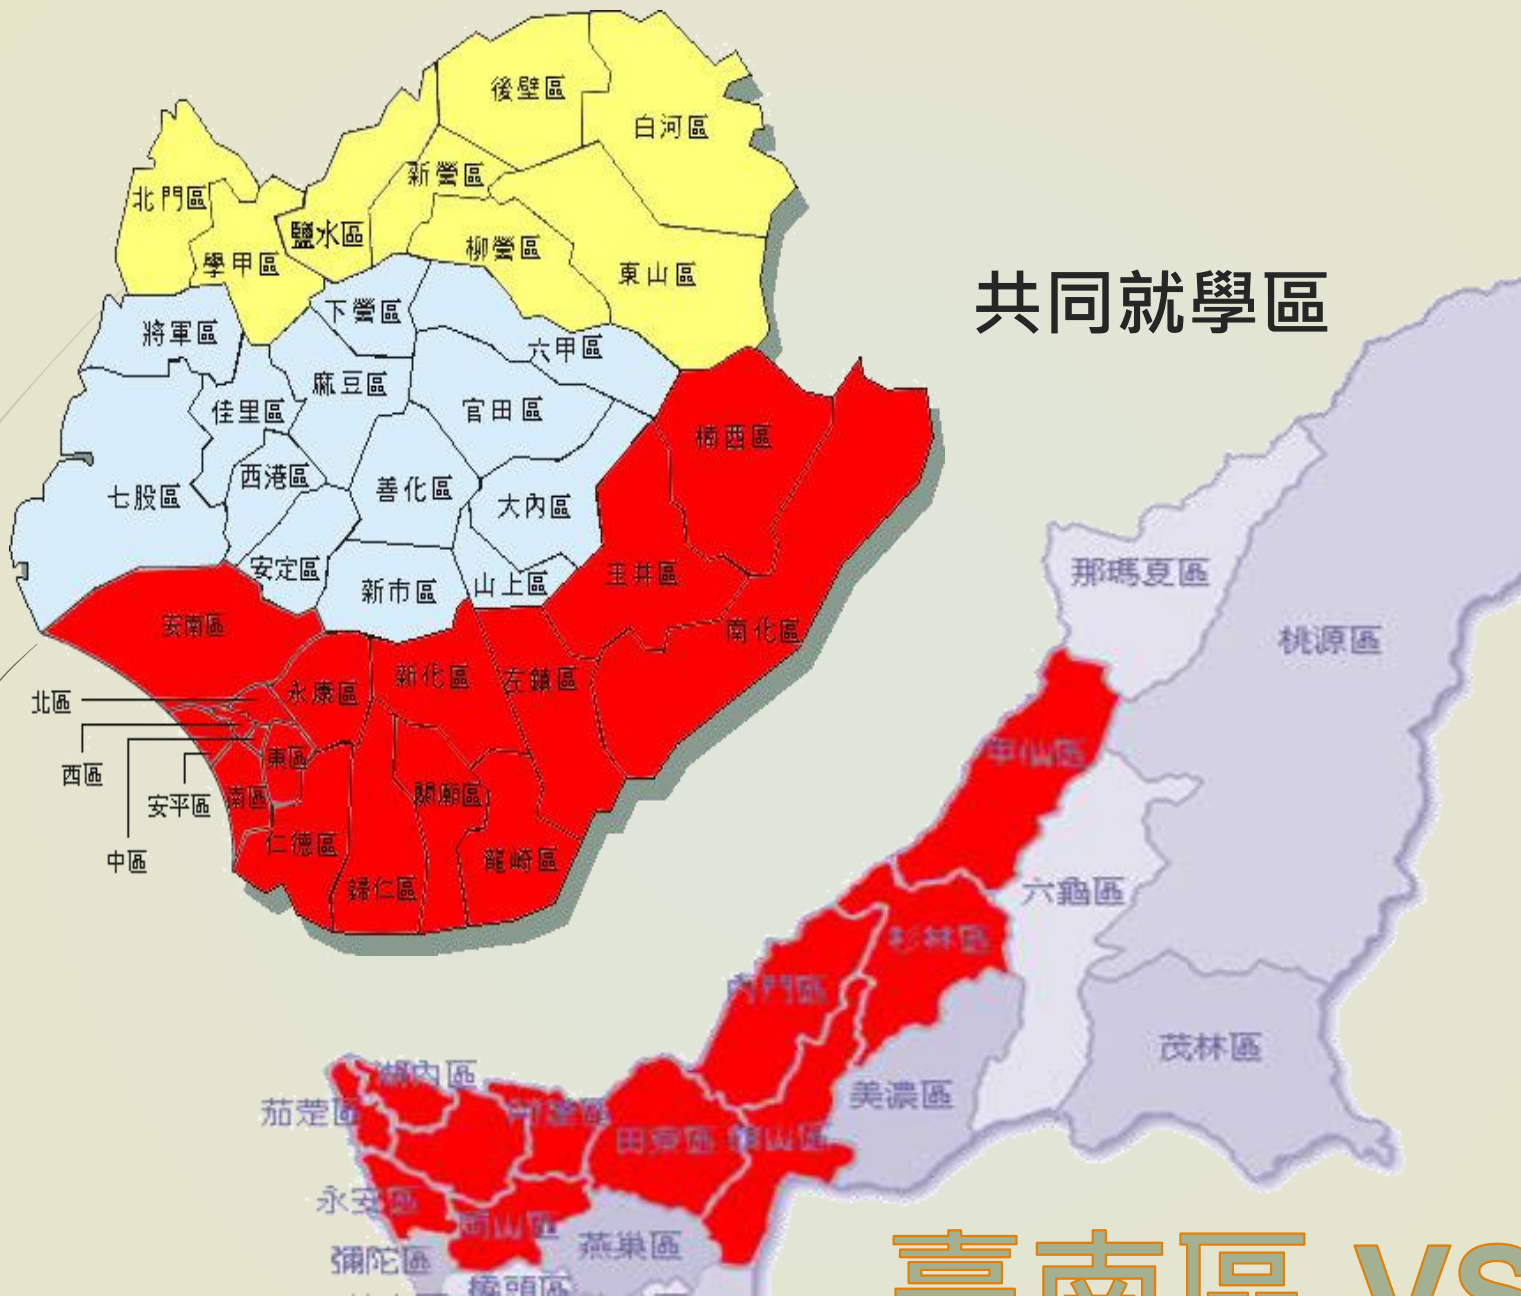 後壁區
白河區
新營區
北門區
鹽水區
學甲區
柳營區
東山區
共同就學區
下營區
將軍區
六甲區
麻豆區
佳里區
官田區
楠西區
西港區
善化區
七股區
大內區
安定區
新市區
山上區
玉井區
那瑪夏區
安南區
南化區
桃源區
新化區
左鎮區
永康區
北區
西區
東區
安平區
南區
關廟區
甲仙區
中區
仁德區
龍崎區
歸仁區
六龜區
杉林區
內門區
茂林區
湖內區
美濃區
茄萣區
田寮區
旗山區
永安區
岡山區
燕巢區
彌陀區
橋頭區
臺南區 VS